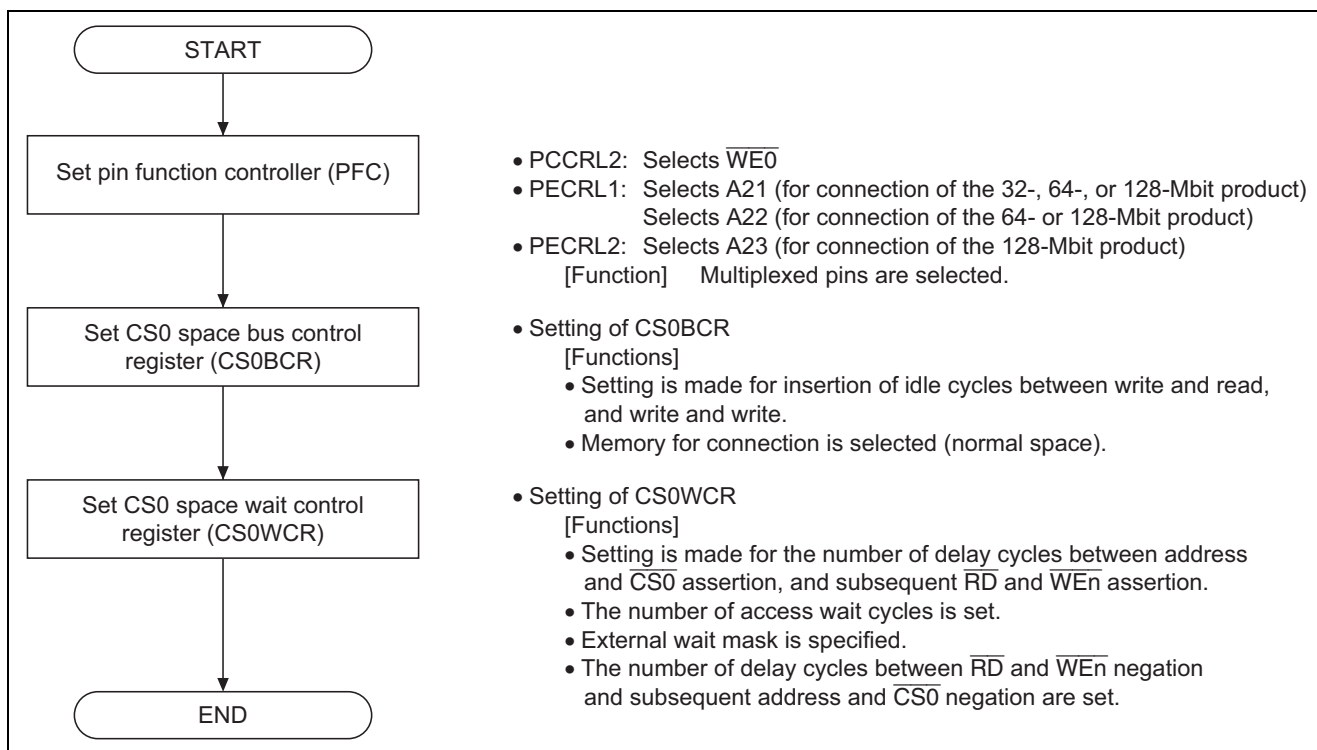 START
Set pin function controller (PFC)
• PCCRL2: Selects W̅E̅0̅
• PECRL1: Selects A21 (for connection of the 32-, 64-, or 128-Mbit product)
Selects A22 (for connection of the 64- or 128-Mbit product)
• PECRL2: Selects A23 (for connection of the 128-Mbit product)
[Function] Multiplexed pins are selected.
Set CS0 space bus control
register (CS0BCR)
• Setting of CS0BCR
[Functions]
• Setting is made for insertion of idle cycles between write and read,
and write and write.
• Memory for connection is selected (normal space).
Set CS0 space wait control
register (CS0WCR)
• Setting of CS0WCR
[Functions]
• Setting is made for the number of delay cycles between address
and C̅S̅0̅ assertion, and subsequent R̅D̅ and W̅E̅n̅ assertion.
• The number of access wait cycles is set.
• External wait mask is specified.
• The number of delay cycles between R̅D̅ and W̅E̅n̅ negation
and subsequent address and C̅S̅0̅ negation are set.
END